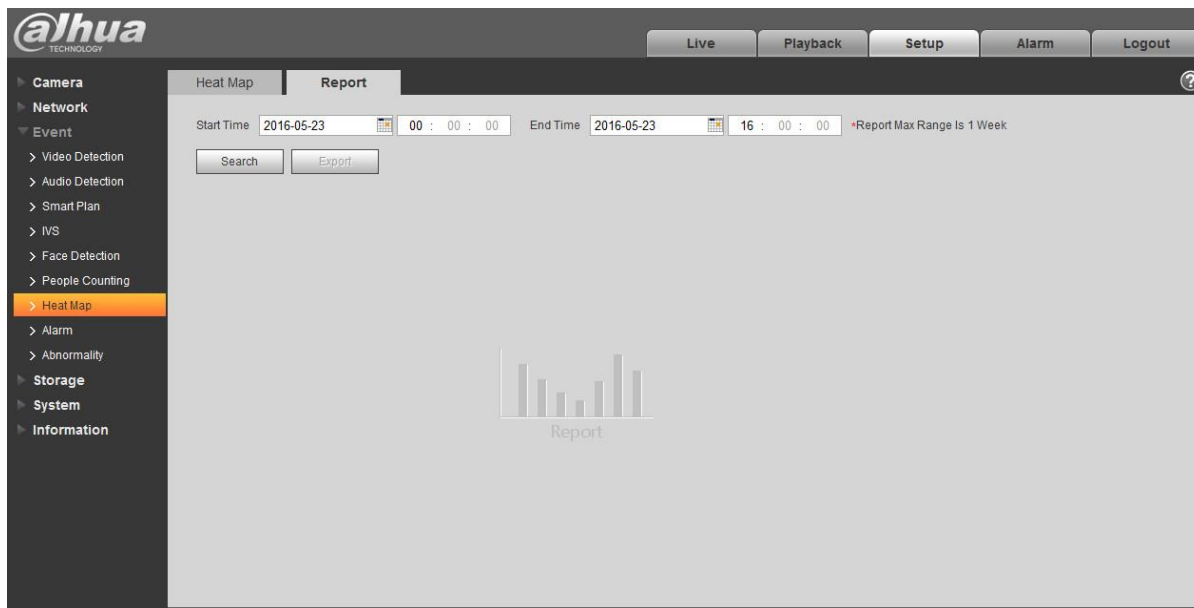 alhua
TECHNOLOGY
Live Playback Setup Alarm Logout
Camera
Network
Event
Video Detection
Audio Detection
Smart Plan
IVS
Face Detection
People Counting
Heat Map
Alarm
Abnormality
Storage
System
Information
Heat Map Report
?
Start Time 2016-05-23 00 : 00 : 00 End Time 2016-05-23 16 : 00 : 00 *Report Max Range Is 1 Week
Search Export
Report